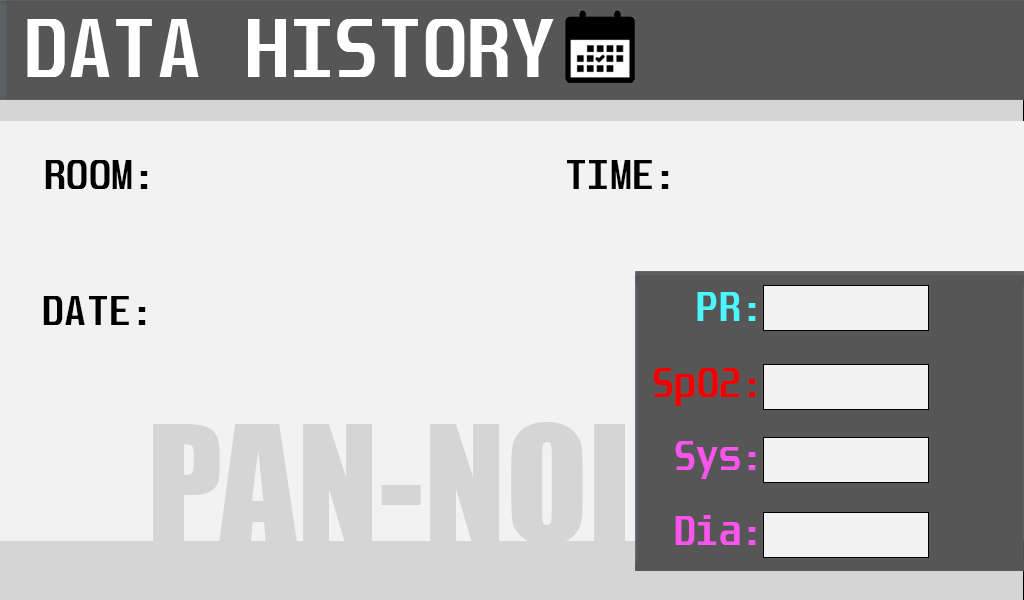 DATA HISTORY
ROOM:
TIME:
DATE:
PR:
SpO2:
Sys:
Dia: